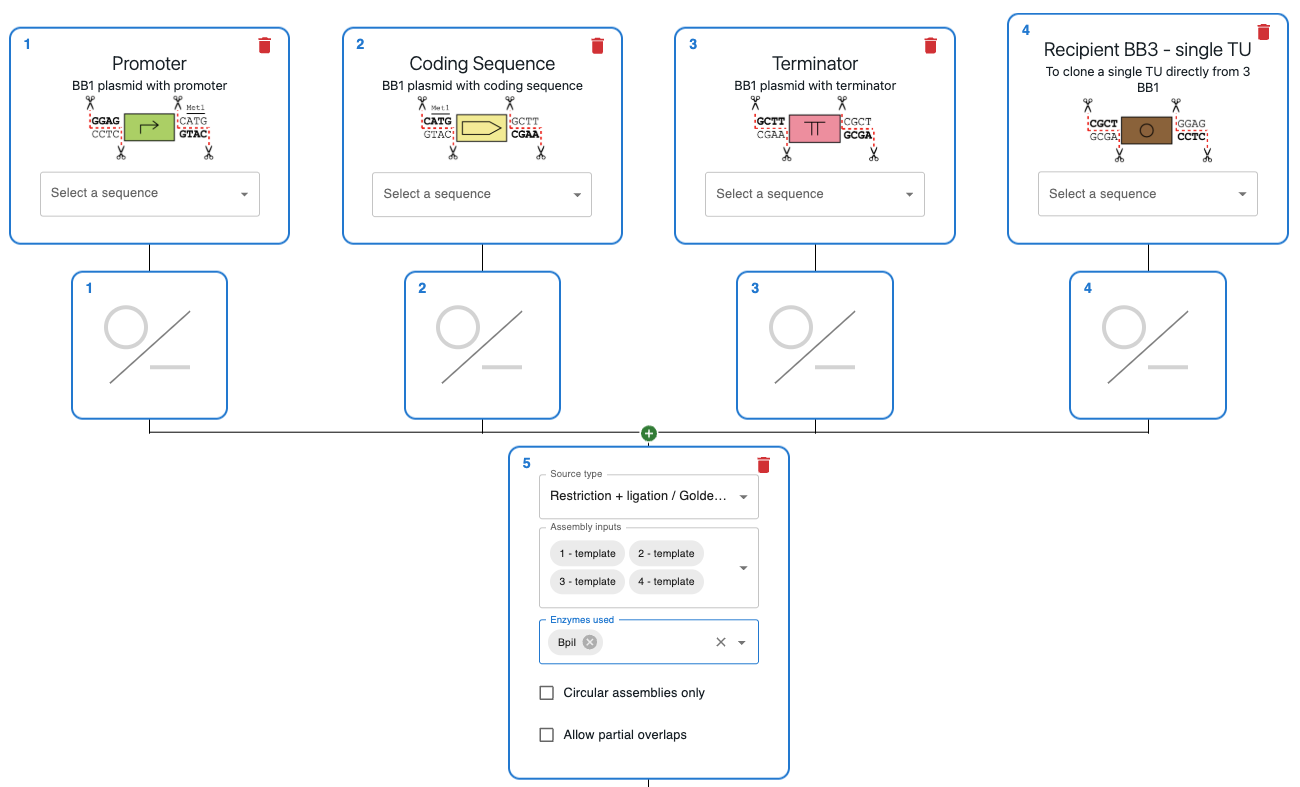 1
Promoter
BB1 plasmid with promoter
Met1
GGAG CATG
CCTC GTAC
Select a sequence
2
Coding Sequence
BB1 plasmid with coding sequence
Met1
CATG GCTT
GTAC CGAA
Select a sequence
3
Terminator
BB1 plasmid with terminator
GCTT CGCT
CGAA GCGA
Select a sequence
4
Recipient BB3 - single TU
To clone a single TU directly from 3
BB1
CGCT GGAG
GCGA CCTC
Select a sequence
1
2
3
4
5
Source type
Restriction + ligation / Golde...
Assembly inputs
1 - template 2 - template
3 - template 4 - template
Enzymes used
BpiI
Circular assemblies only
Allow partial overlaps